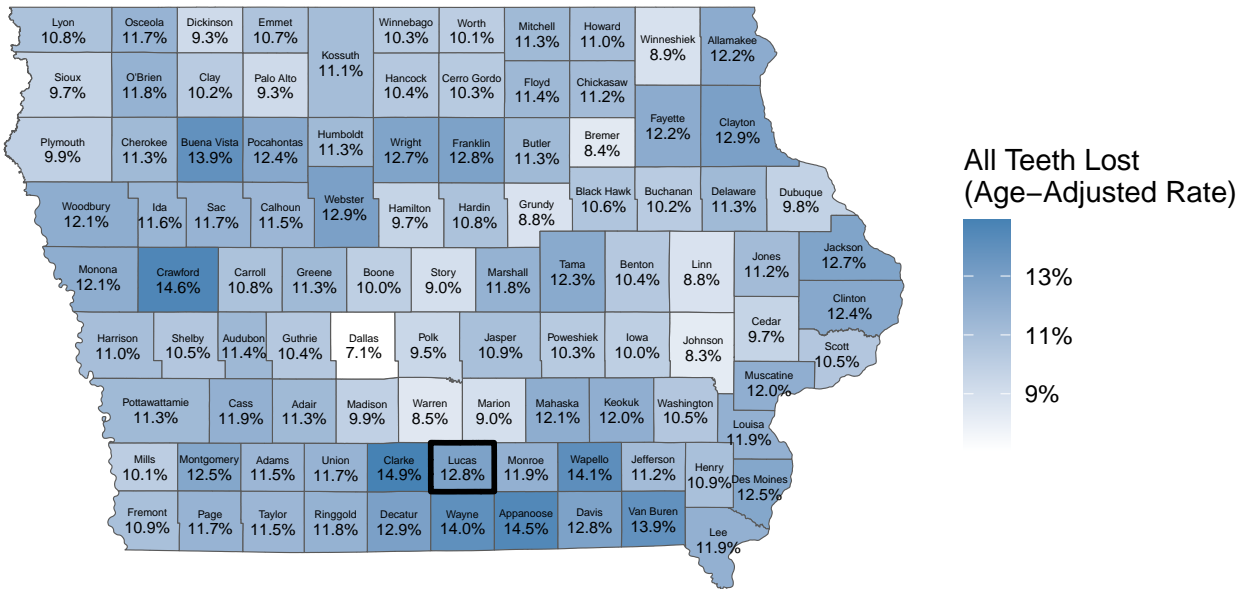 Lyon
10.8%
Osceola
11.7%
Dickinson
9.3%
Emmet
10.7%
Kossuth
11.1%
Winnebago
10.3%
Worth
10.1%
Mitchell
11.3%
Howard
11.0%
Winneshiek
8.9%
Allamakee
12.2%
Sioux
9.7%
O'Brien
11.8%
Clay
10.2%
Palo Alto
9.3%
Hancock
10.4%
Cerro Gordo
10.3%
Floyd
11.4%
Chickasaw
11.2%
Fayette
12.2%
Clayton
12.9%
Plymouth
9.9%
Cherokee
11.3%
Buena Vista
13.9%
Pocahontas
12.4%
Humboldt
11.3%
Wright
12.7%
Franklin
12.8%
Butler
11.3%
Bremer
8.4%
Woodbury
12.1%
Ida
11.6%
Sac
11.7%
Calhoun
11.5%
Webster
12.9%
Hamilton
9.7%
Hardin
10.8%
Grundy
8.8%
Black Hawk
10.6%
Buchanan
10.2%
Delaware
11.3%
Dubuque
9.8%
Monona
12.1%
Crawford
14.6%
Carroll
10.8%
Greene
11.3%
Boone
10.0%
Story
9.0%
Marshall
11.8%
Tama
12.3%
Benton
10.4%
Linn
8.8%
Jones
11.2%
Jackson
12.7%
Clinton
12.4%
Harrison
11.0%
Shelby
10.5%
Audubon
11.4%
Guthrie
10.4%
Dallas
7.1%
Polk
9.5%
Jasper
10.9%
Poweshiek
10.3%
Iowa
10.0%
Johnson
8.3%
Cedar
9.7%
Scott
10.5%
Muscatine
12.0%
Pottawattamie
11.3%
Cass
11.9%
Adair
11.3%
Madison
9.9%
Warren
8.5%
Marion
9.0%
Mahaska
12.1%
Keokuk
12.0%
Washington
10.5%
Louisa
11.9%
Mills
10.1%
Montgomery
12.5%
Adams
11.5%
Union
11.7%
Clarke
14.9%
Lucas
12.8%
Monroe
11.9%
Wapello
14.1%
Jefferson
11.2%
Henry
10.9%
Des Moines
12.5%
Fremont
10.9%
Page
11.7%
Taylor
11.5%
Ringgold
11.8%
Decatur
12.9%
Wayne
14.0%
Appanoose
14.5%
Davis
12.8%
Van Buren
13.9%
Lee
11.9%
All Teeth Lost
(Age−Adjusted Rate)
13%
11%
9%